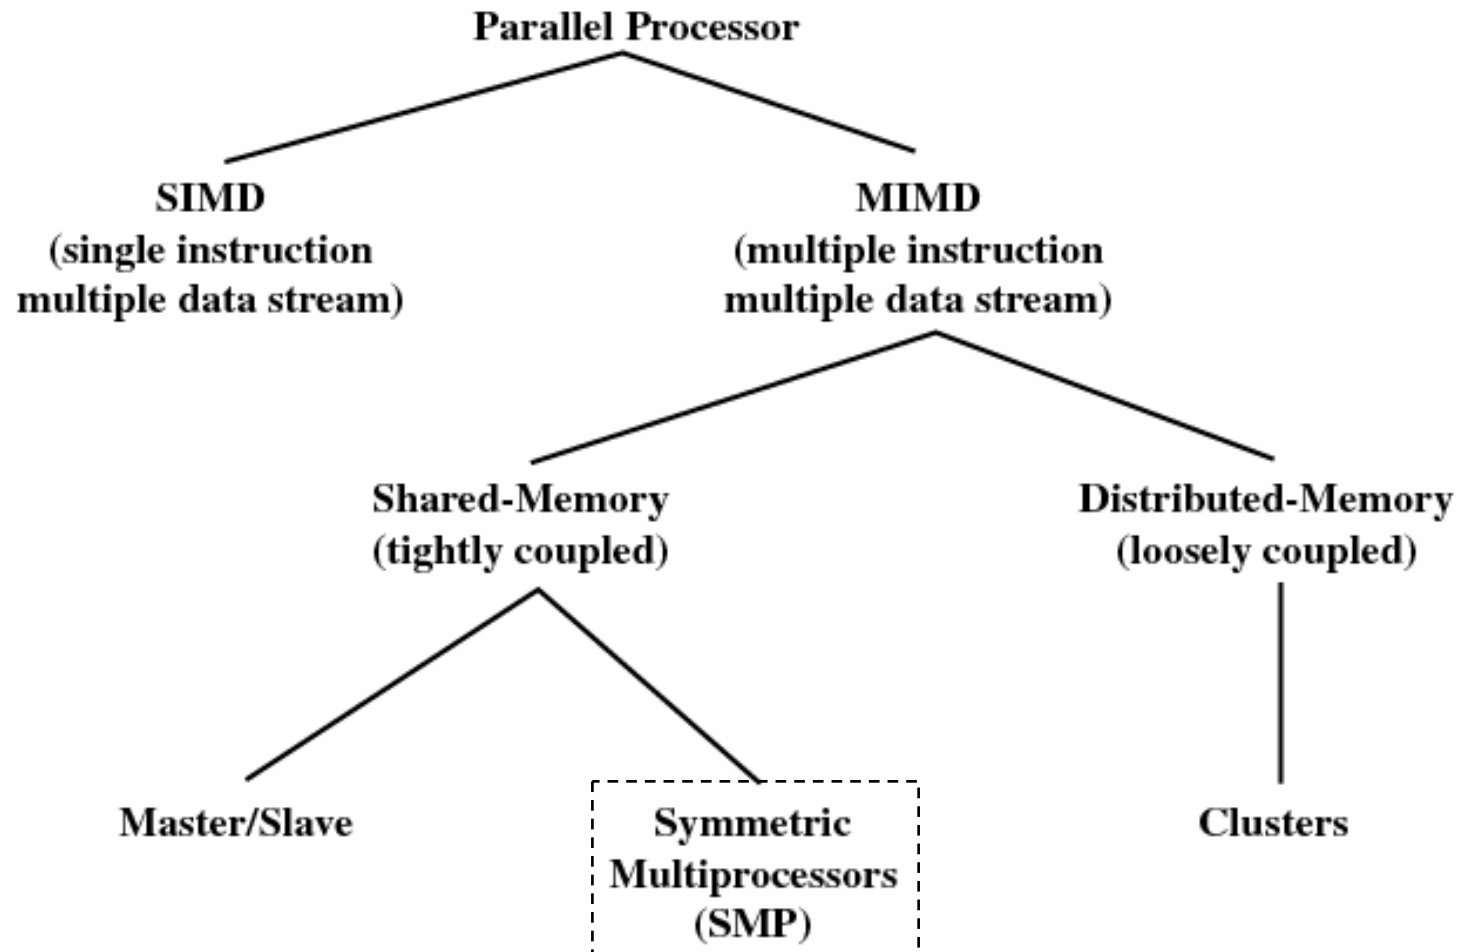 Parallel Processor
SIMD
(single instruction
multiple data stream)
MIMD
(multiple instruction
multiple data stream)
Shared-Memory
(tightly coupled)
Distributed-Memory
(loosely coupled)
Master/Slave
Symmetric
Multiprocessors
(SMP)
Clusters